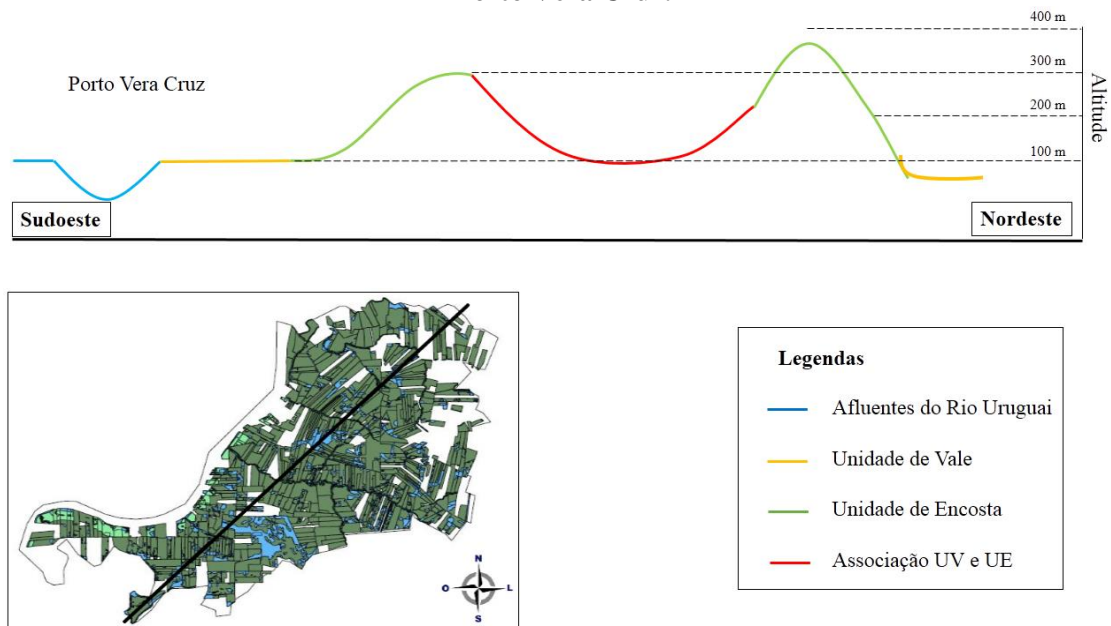 400 m
300 m
Porto Vera Cruz
200 m
Altitude
100 m
Sudoeste
Nordeste
Legendas
Afluentes do Rio Uruguai
Unidade de Vale
Unidade de Encosta
Associação UV e UE
N
O
L
S